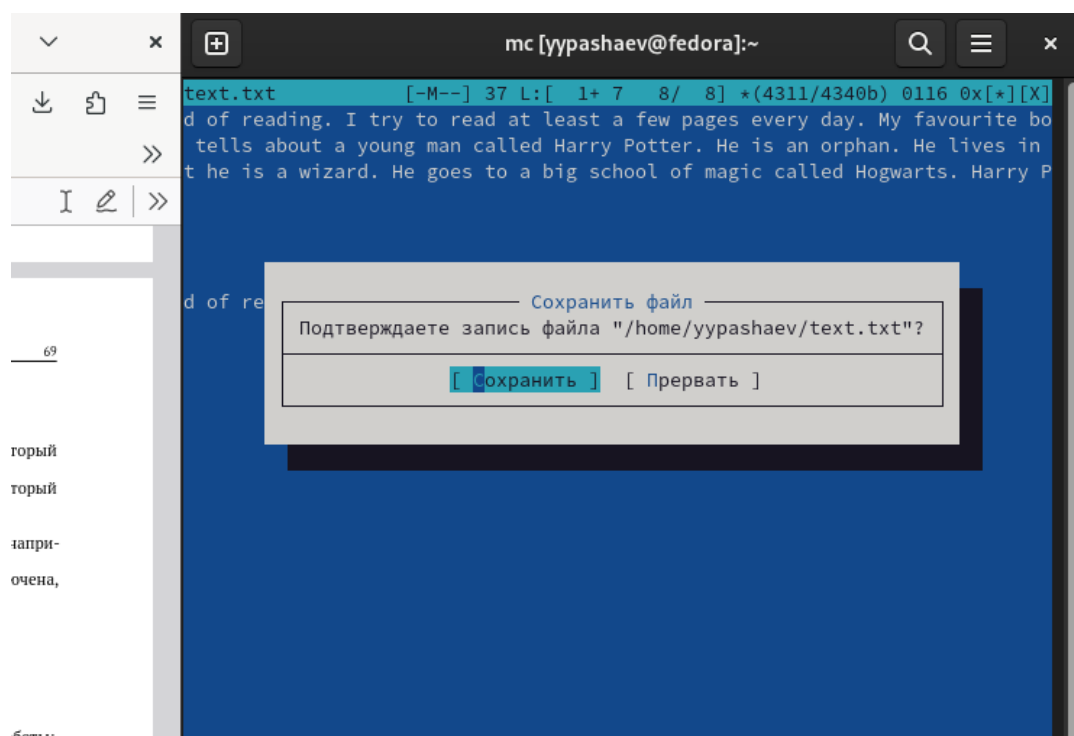 mc [yypashaev@fedora]:~
text.txt [-M--] 37 L:[ 1+ 7 8/ 8] *(4311/4340b) 0116 0x[*][X]
d of reading. I try to read at least a few pages every day. My favourite bo
tells about a young man called Harry Potter. He is an orphan. He lives in
t he is a wizard. He goes to a big school of magic called Hogwarts. Harry P
d of re
Сохранить файл
Подтверждаете запись файла "/home/yypashaev/text.txt"?
[ Сохранить ] [ Прервать ]
69
торый
торый
напри-
очена,